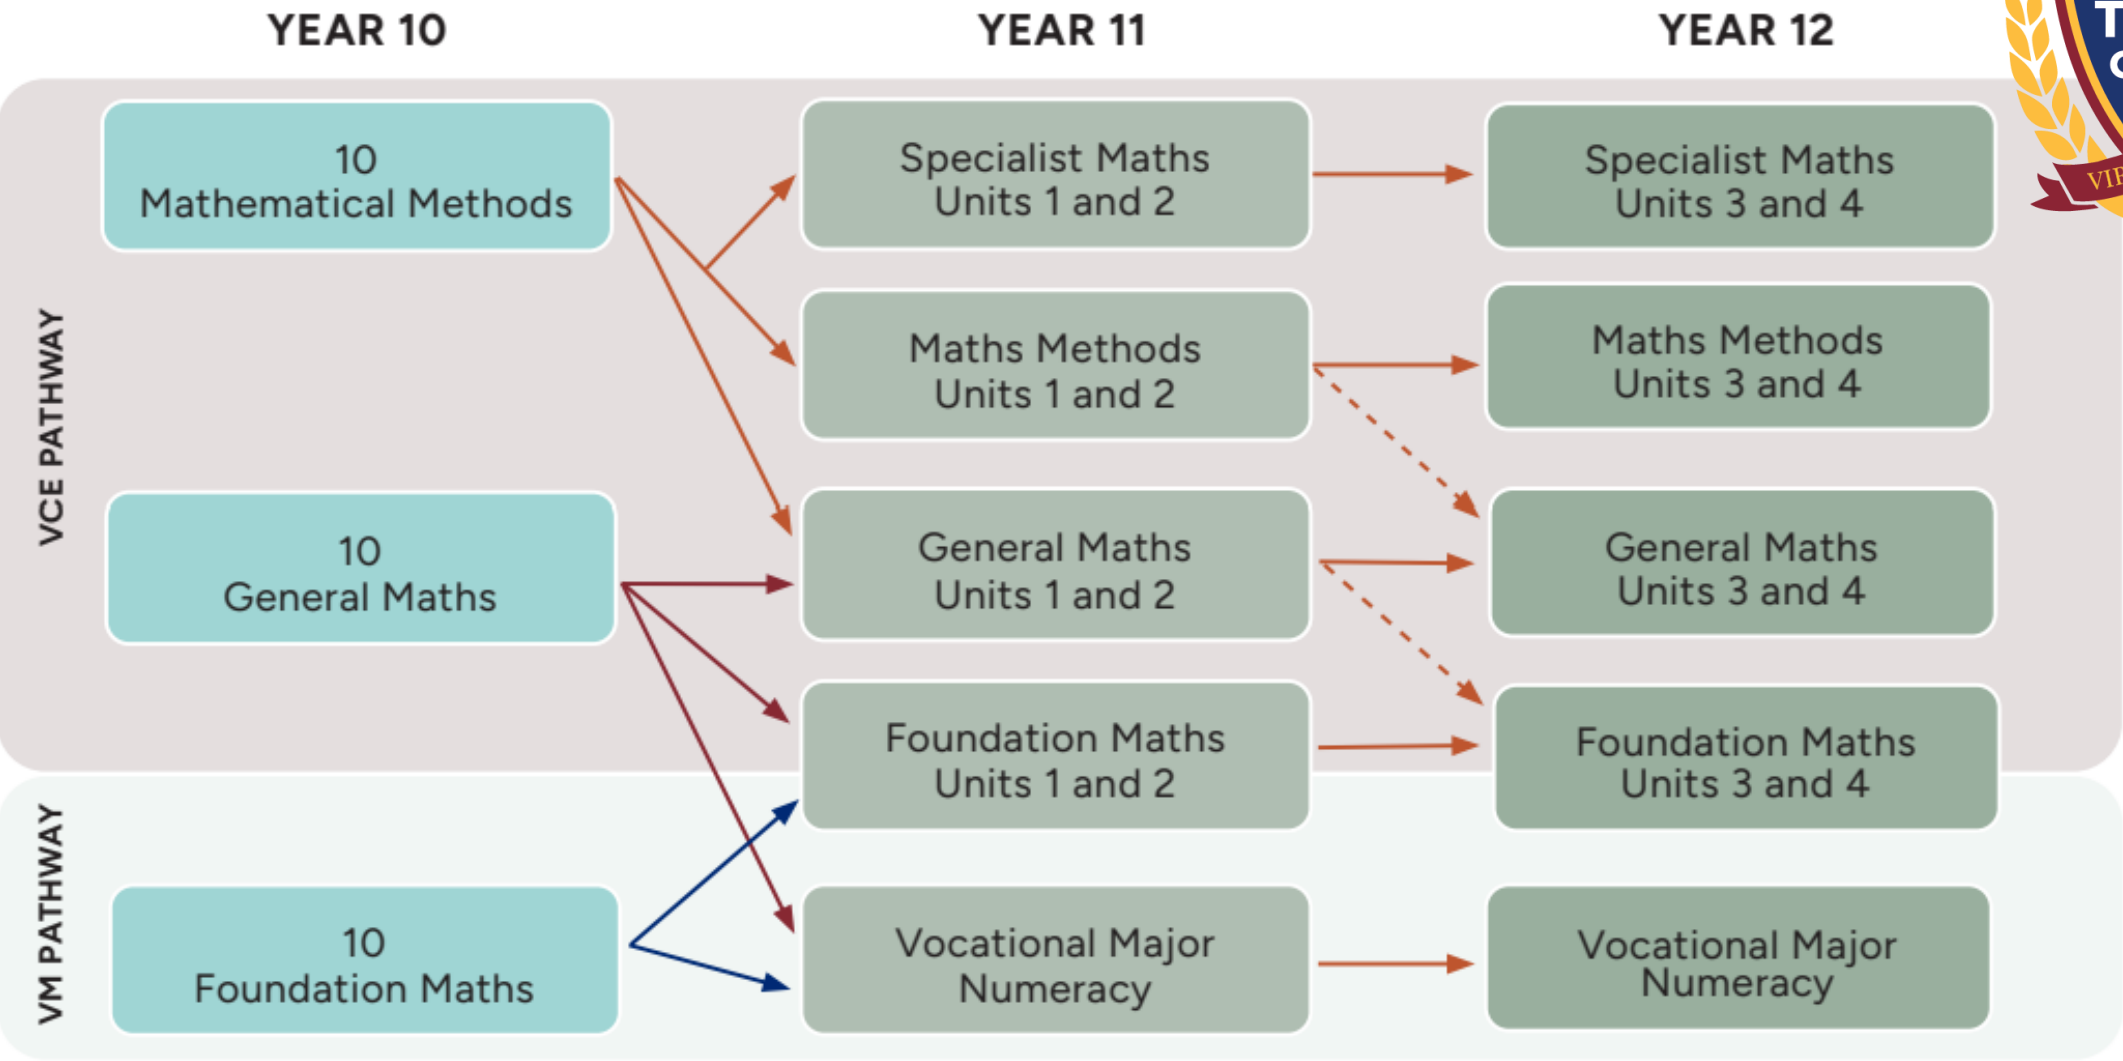 YEAR 10
YEAR 11
YEAR 12
VCE PATHWAY
10
Mathematical Methods
Specialist Maths
Units 1 and 2
Specialist Maths
Units 3 and 4
Maths Methods
Units 1 and 2
Maths Methods
Units 3 and 4
10
General Maths
General Maths
Units 1 and 2
General Maths
Units 3 and 4
Foundation Maths
Units 1 and 2
Foundation Maths
Units 3 and 4
VM PATHWAY
10
Foundation Maths
Vocational Major
Numeracy
Vocational Major
Numeracy